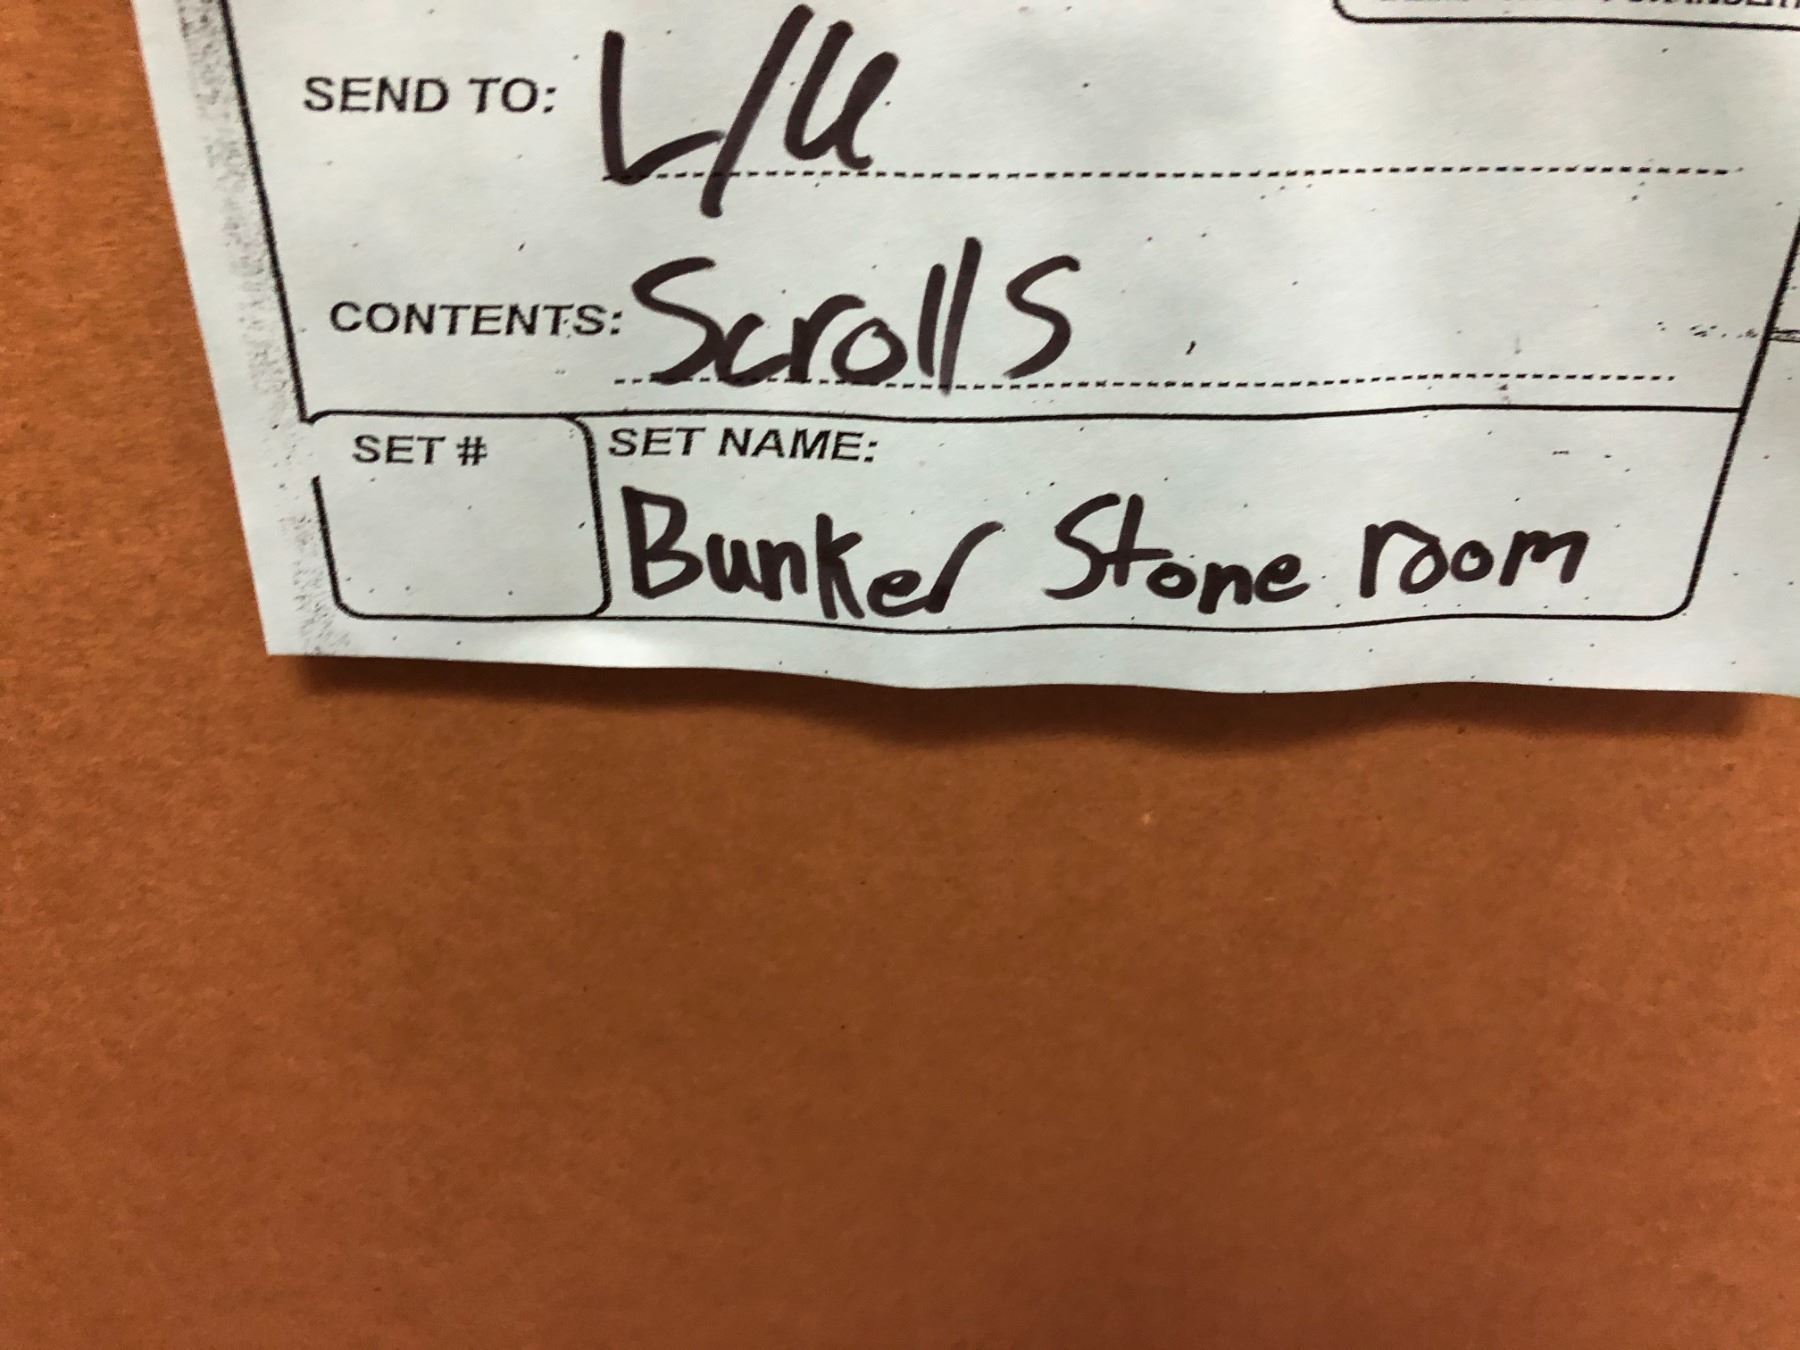 SEND TO: L/U
CONTENTS: Scrolls
SET # SET NAME:
Bunker Stone room